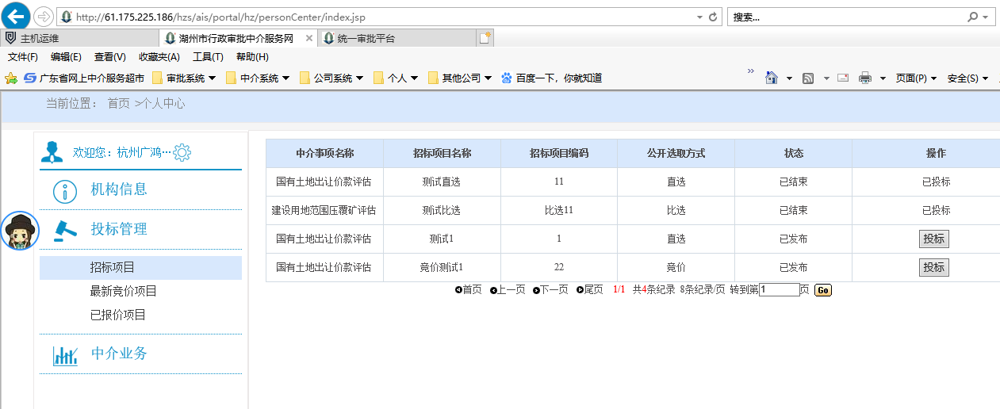 http://61.175.225.186/hzs/ais/portal/hz/personCenter/index.jsp 搜索...
主机运维 湖州市行政审批中介服务网 统一审批平台
文件(F) 编辑(E) 查看(V) 收藏夹(A) 工具(T) 帮助(H)
广东省网上中介服务超市 审批系统 中介系统 公司系统 个人 其他公司 百度一下，你就知道 页面(P) 安全(S)
当前位置： 首页 >个人中心
欢迎您：杭州广鸿…
机构信息
投标管理
招标项目
最新竞价项目
已报价项目
中介业务
中介事项名称 招标项目名称 招标项目编码 公开选取方式 状态 操作
国有土地出让价款评估 测试直选 11 直选 已结束 已投标
建设用地范围压覆矿评估 测试比选 比选11 比选 已结束 已投标
国有土地出让价款评估 测试1 1 直选 已发布 投标
国有土地出让价款评估 竞价测试1 22 竞价 已发布 投标
首页 上一页 下一页 尾页 1/1 共4条纪录 8条纪录/页 转到第1页 Go